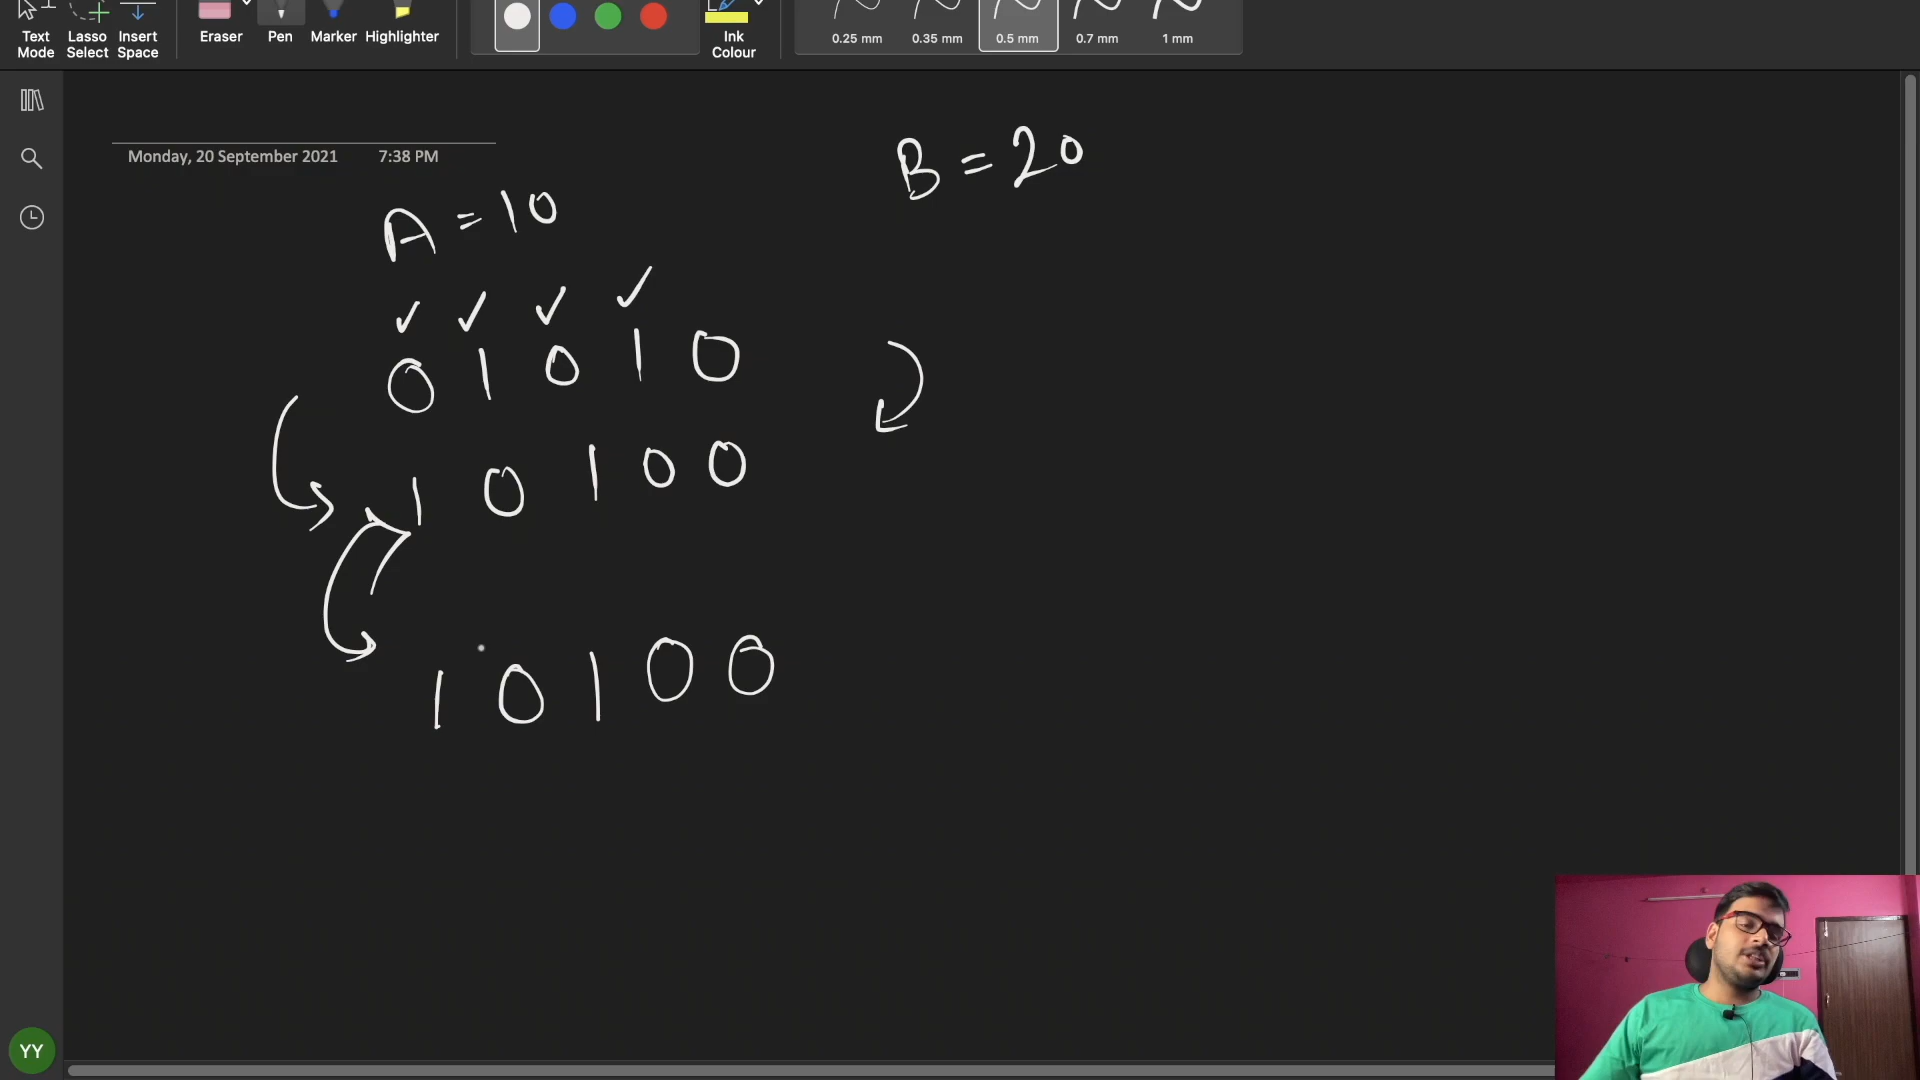 Text Mode
Lasso Select
Insert Space
Eraser
Pen
Marker
Highlighter
Ink Colour
0.25 mm
0.35 mm
0.5 mm
0.7 mm
1 mm
Monday, 20 September 2021 7:38 PM
B = 20
A = 10
0 1 0 1 0
1 0 1 0 0
1 0 1 0 0
YY